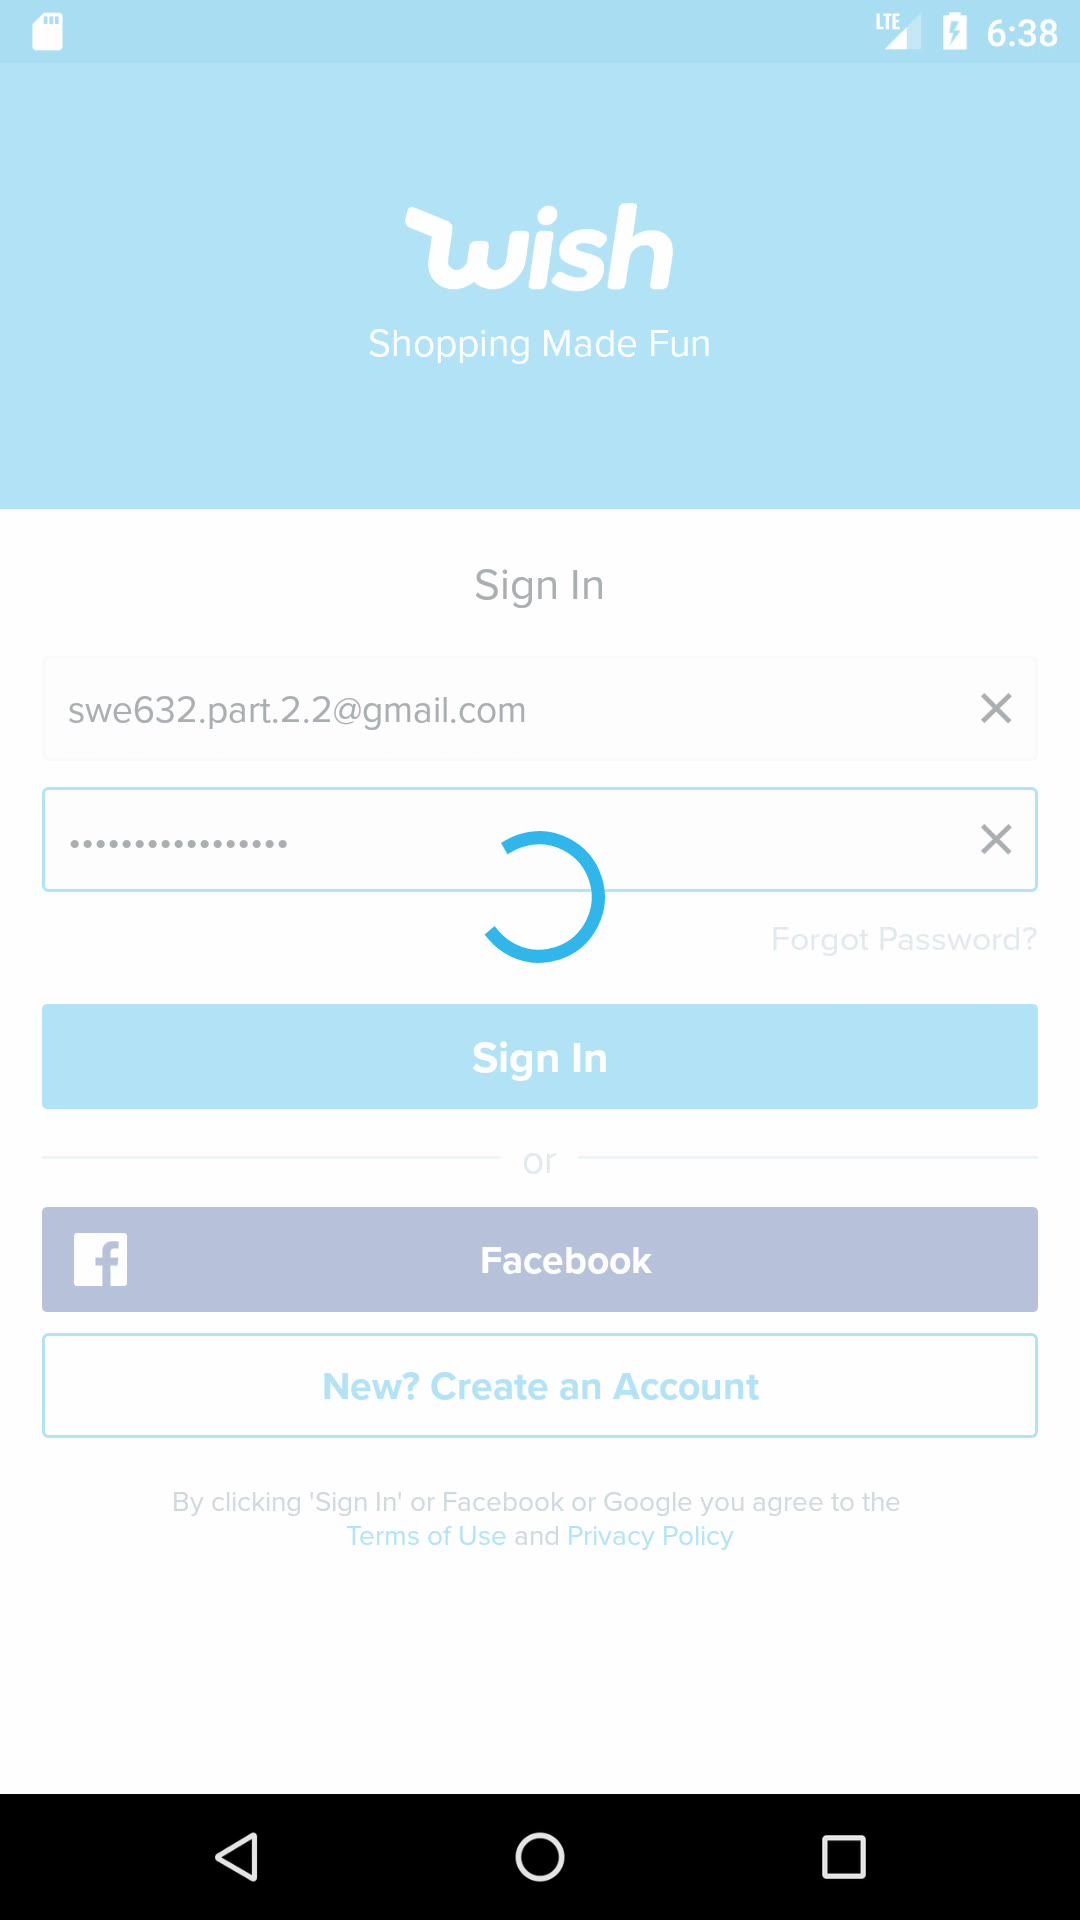 LTE 6:38
wish
Shopping Made Fun
Sign In
swe632.part.2.2@gmail.com
•••••••••••••••••
Forgot Password?
Sign In
or
Facebook
New? Create an Account
By clicking 'Sign In' or Facebook or Google you agree to the
Terms of Use and Privacy Policy